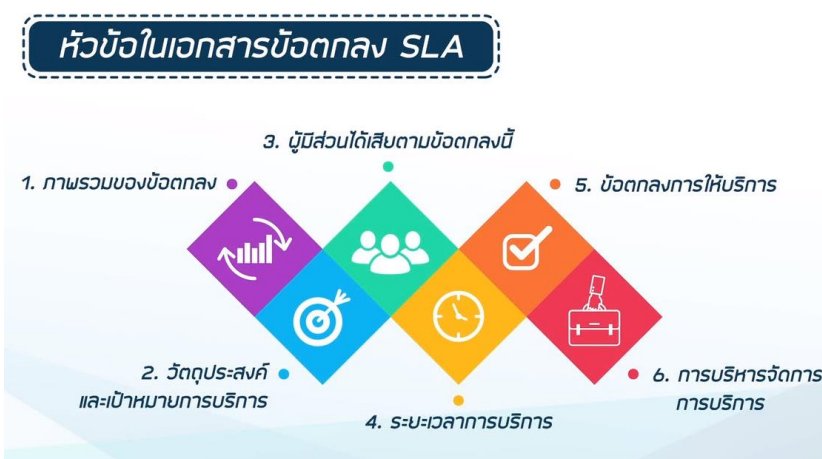 หัวข้อในเอกสารข้อตกลง SLA
1. ภาพรวมของข้อตกลง
2. วัตถุประสงค์
และเป้าหมายการบริการ
3. ผู้มีส่วนได้เสียตามข้อตกลงนี้
4. ระยะเวลาการบริการ
5. ข้อตกลงการให้บริการ
6. การบริหารจัดการ
การบริการ